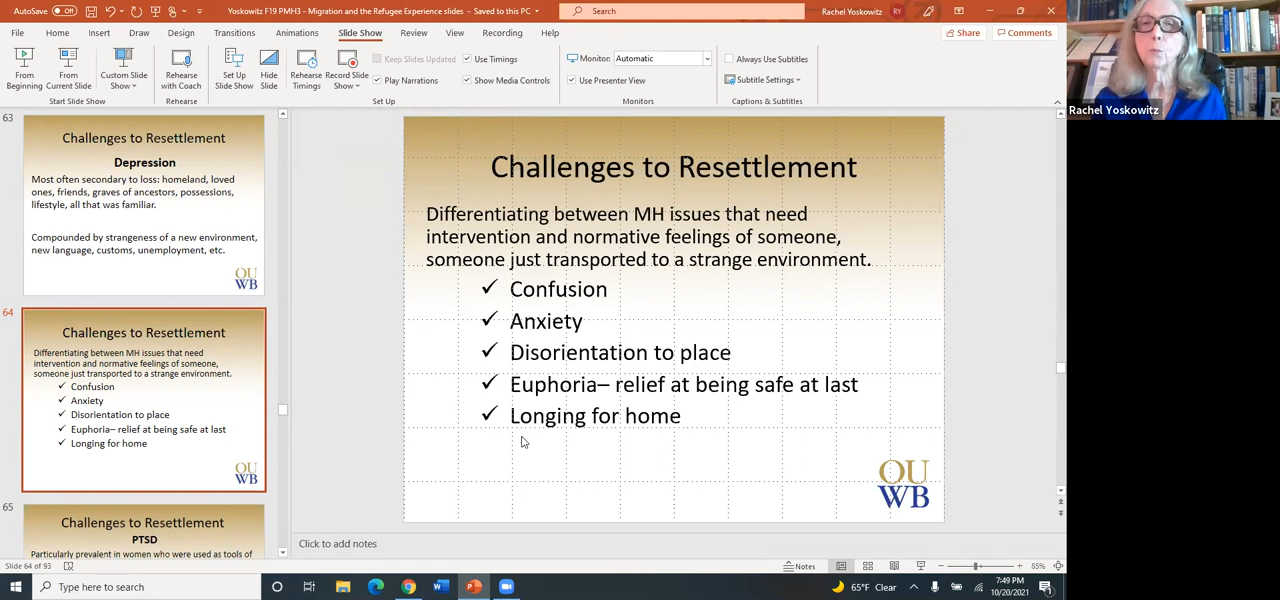 AutoSave Off
Yoskowitz F19 PMH3 - Migration and the Refugee Experience slides - Saved to this PC
Search
Rachel Yoskowitz
RY
File Home Insert Draw Design Transitions Animations Slide Show Review View Recording Help
Share
Comments
From Beginning
From Current Slide
Custom Slide Show
Start Slide Show
Rehearse with Coach
Rehearse
Set Up Slide Show
Hide Slide
Rehearse Timings
Record Slide Show
Keep Slides Updated
Play Narrations
Use Timings
Show Media Controls
Set Up
Monitor: Automatic
Use Presenter View
Monitors
Always Use Subtitles
Subtitle Settings
Captions & Subtitles
Rachel Yoskowitz
63
Challenges to Resettlement
Depression
Most often secondary to loss: homeland, loved
ones, friends, graves of ancestors, possessions,
lifestyle, all that was familiar.
Compounded by strangeness of a new environment,
new language, customs, unemployment, etc.
OU
WB
64
Challenges to Resettlement
Differentiating between MH issues that need
intervention and normative feelings of someone,
someone just transported to a strange environment.
✓ Confusion
✓ Anxiety
✓ Disorientation to place
✓ Euphoria– relief at being safe at last
✓ Longing for home
OU
WB
65
Challenges to Resettlement
PTSD
Particularly prevalent in women who were used as tools of
Challenges to Resettlement
Differentiating between MH issues that need
intervention and normative feelings of someone,
someone just transported to a strange environment.
✓ Confusion
✓ Anxiety
✓ Disorientation to place
✓ Euphoria– relief at being safe at last
✓ Longing for home
OU
WB
Click to add notes
Slide 64 of 93
Notes
85%
Type here to search
65°F Clear
7:49 PM
10/20/2021